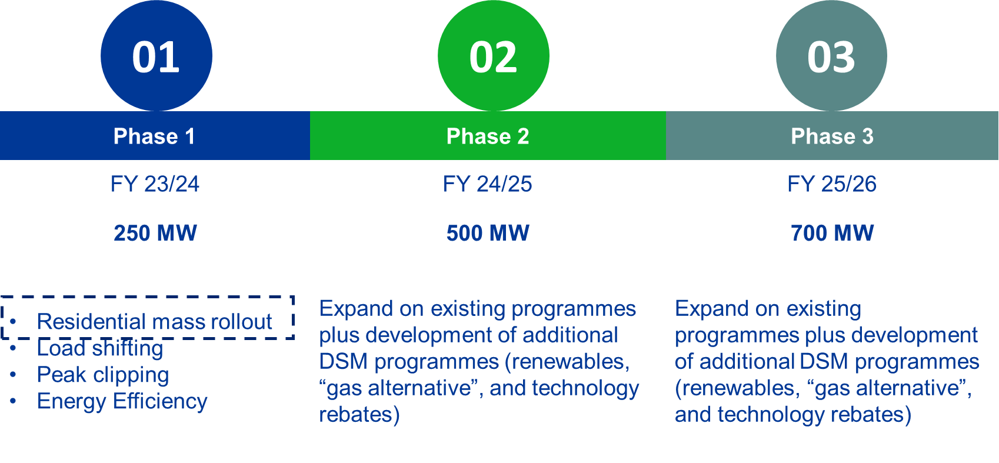 01
02
03
Phase 1
Phase 2
Phase 3
FY 23/24
FY 24/25
FY 25/26
250 MW
500 MW
700 MW
• Residential mass rollout
• Load shifting
• Peak clipping
• Energy Efficiency
Expand on existing programmes
plus development of additional
DSM programmes (renewables,
“gas alternative”, and technology
rebates)
Expand on existing
programmes plus development
of additional DSM programmes
(renewables, “gas alternative”,
and technology rebates)